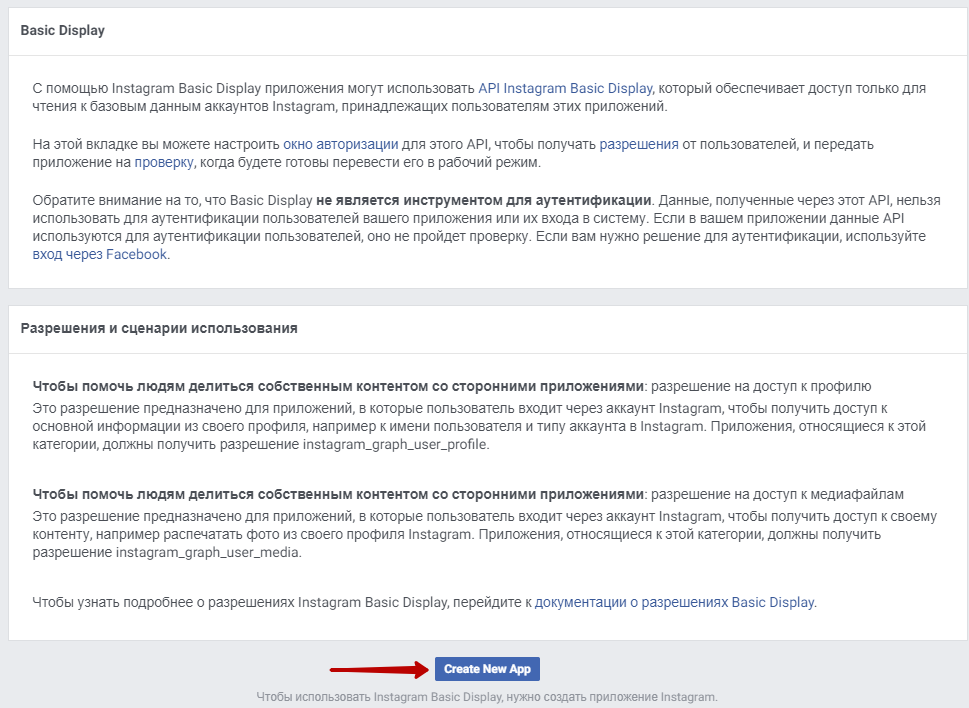 Basic Display
С помощью Instagram Basic Display приложения могут использовать API Instagram Basic Display, который обеспечивает доступ только для
чтения к базовым данным аккаунтов Instagram, принадлежащих пользователям этих приложений.
На этой вкладке вы можете настроить окно авторизации для этого API, чтобы получать разрешения от пользователей, и передать
приложение на проверку, когда будете готовы перевести его в рабочий режим.
Обратите внимание на то, что Basic Display не является инструментом для аутентификации. Данные, полученные через этот API, нельзя
использовать для аутентификации пользователей вашего приложения или их входа в систему. Если в вашем приложении данные API
используются для аутентификации пользователей, оно не пройдет проверку. Если вам нужно решение для аутентификации, используйте
вход через Facebook.
Разрешения и сценарии использования
Чтобы помочь людям делиться собственным контентом со сторонними приложениями: разрешение на доступ к профилю
Это разрешение предназначено для приложений, в которые пользователь входит через аккаунт Instagram, чтобы получить доступ к
основной информации из своего профиля, например к имени пользователя и типу аккаунта в Instagram. Приложения, относящиеся к этой
категории, должны получить разрешение instagram_graph_user_profile.
Чтобы помочь людям делиться собственным контентом со сторонними приложениями: разрешение на доступ к медиафайлам
Это разрешение предназначено для приложений, в которые пользователь входит через аккаунт Instagram, чтобы получить доступ к своему
контенту, например распечатать фото из своего профиля Instagram. Приложения, относящиеся к этой категории, должны получить
разрешение instagram_graph_user_media.
Чтобы узнать подробнее о разрешениях Instagram Basic Display, перейдите к документации о разрешениях Basic Display.
Create New App
Чтобы использовать Instagram Basic Display, нужно создать приложение Instagram.